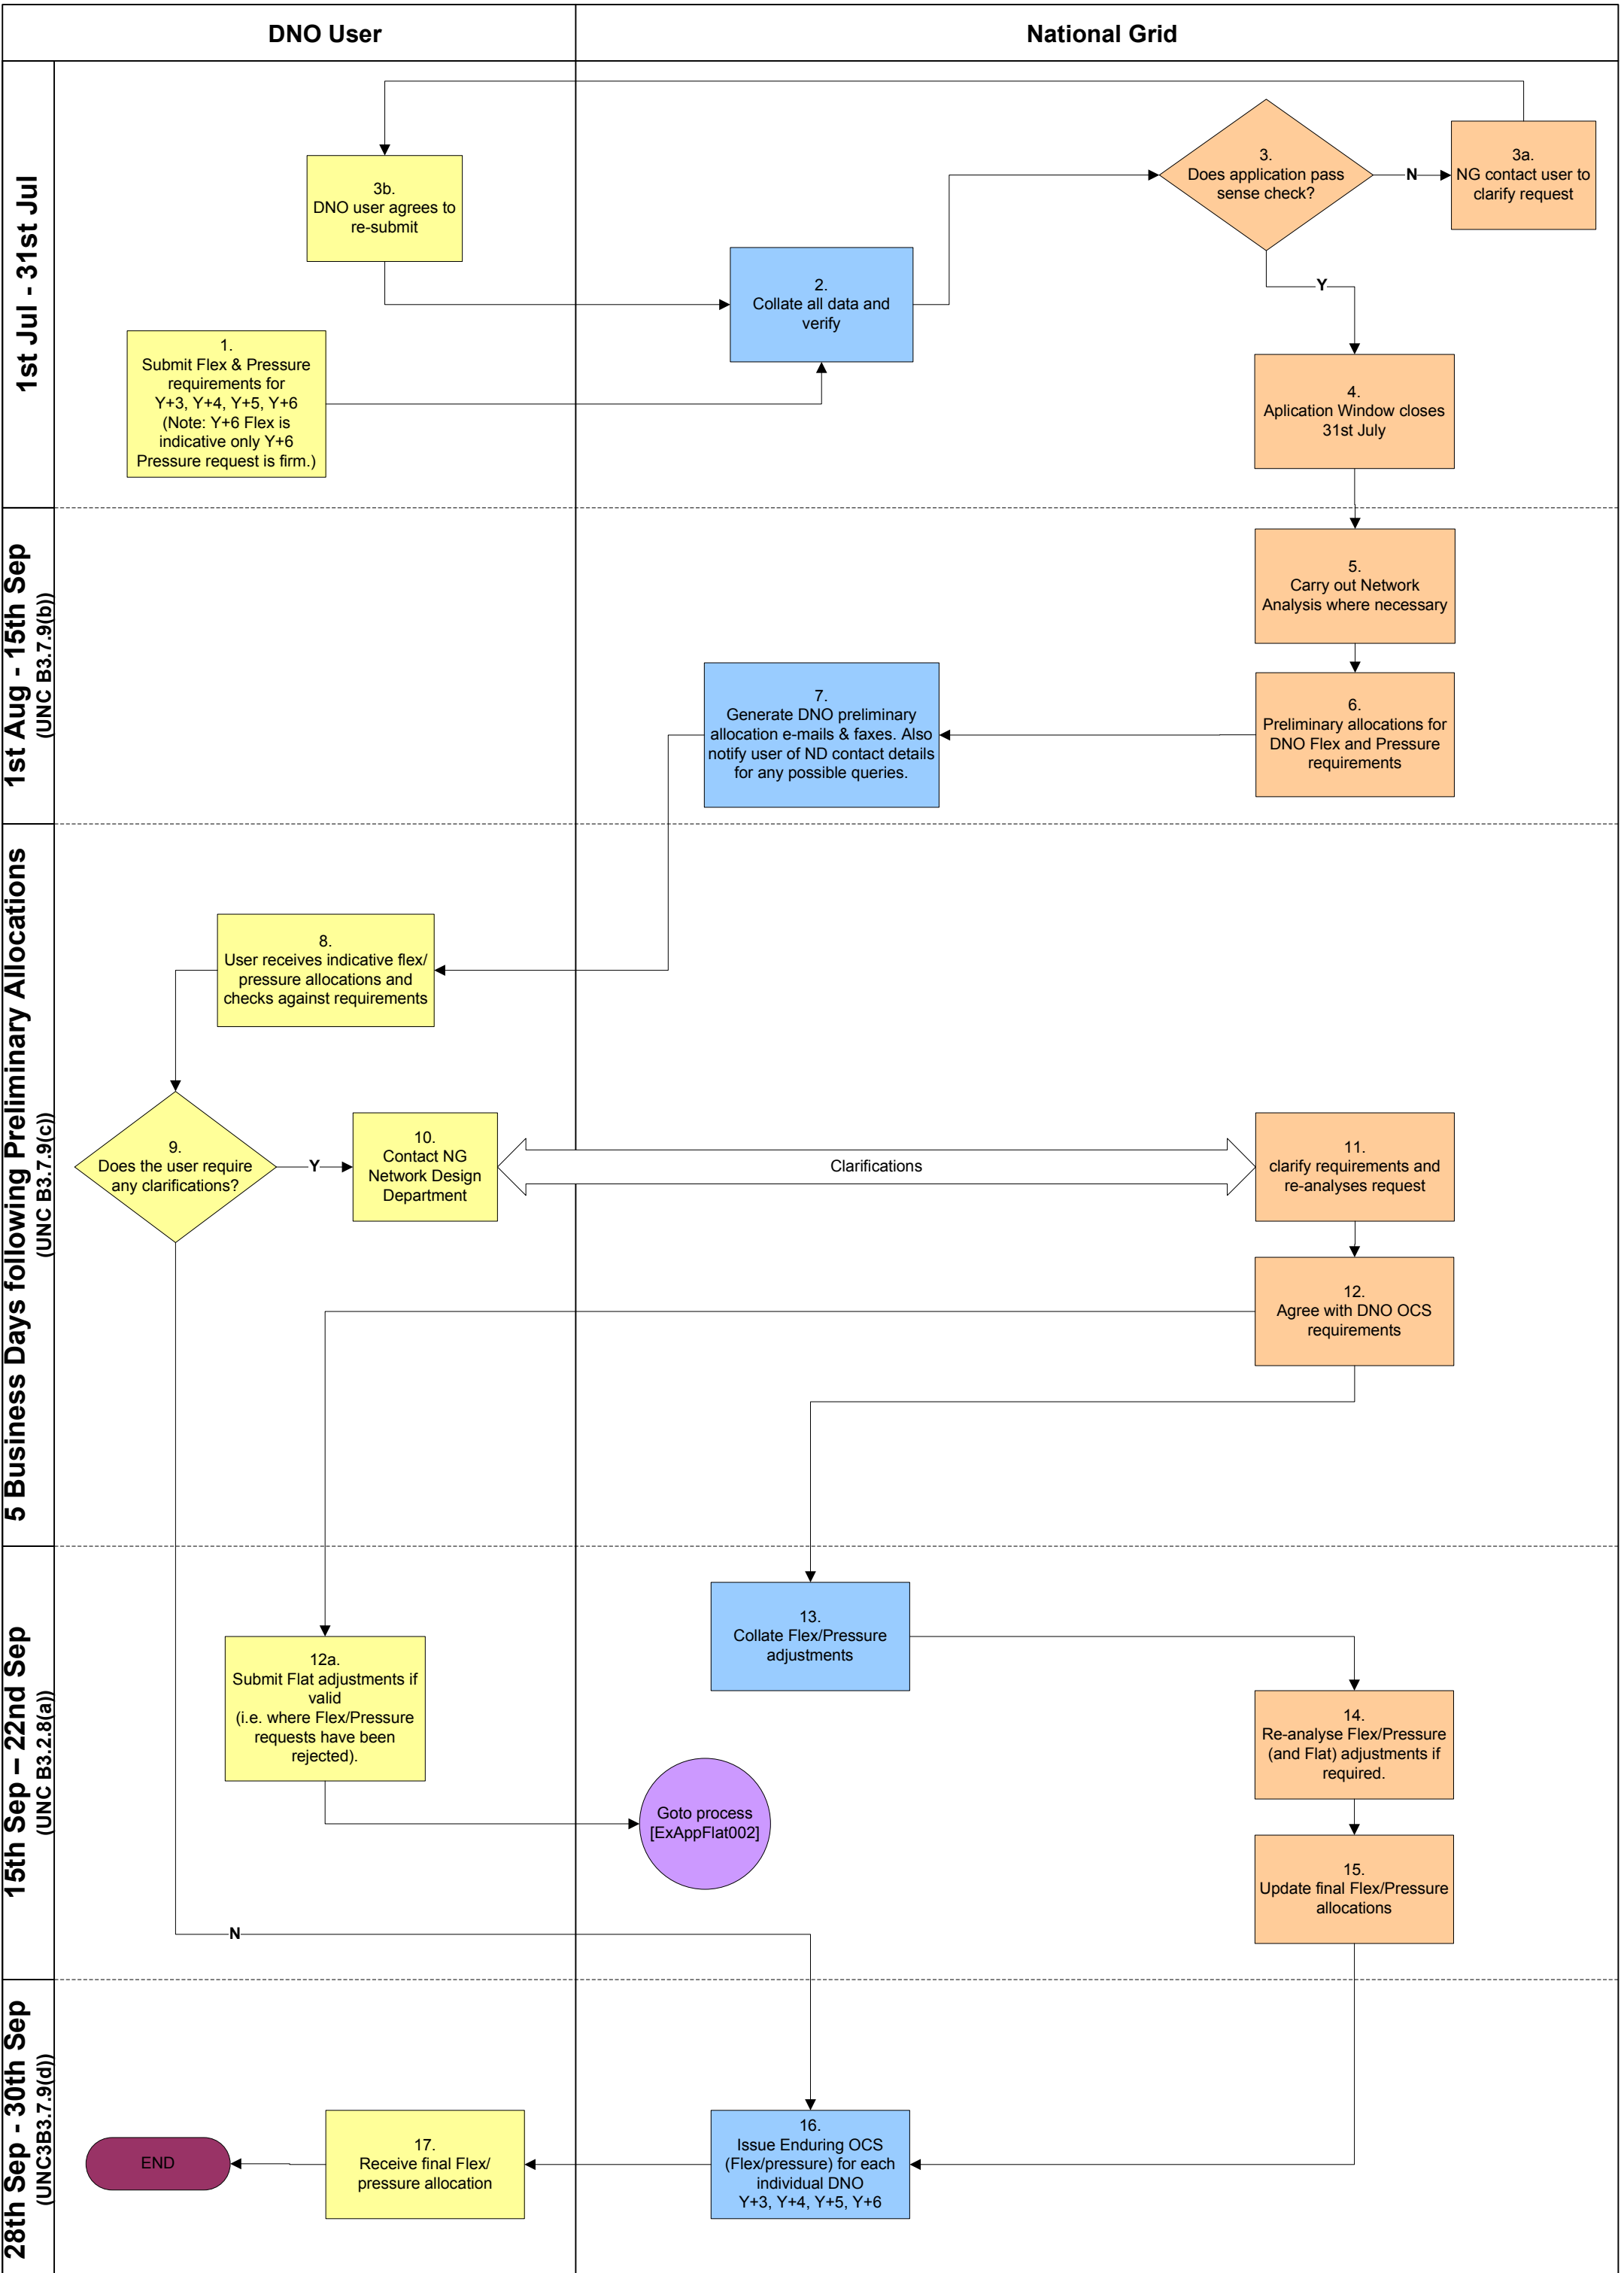 DNO User
National Grid
1st Jul - 31st Jul
3b.
DNO user agrees to
re-submit
1.
Submit Flex & Pressure
requirements for
Y+3, Y+4, Y+5, Y+6
(Note: Y+6 Flex is
indicative only Y+6
Pressure request is firm.)
2.
Collate all data and
verify
3.
Does application pass
sense check?
N
3a.
NG contact user to
clarify request
Y
4.
Aplication Window closes
31st July
1st Aug - 15th Sep
(UNC B3.7.9(b))
5.
Carry out Network
Analysis where necessary
6.
Preliminary allocations for
DNO Flex and Pressure
requirements
7.
Generate DNO preliminary
allocation e-mails & faxes. Also
notify user of ND contact details
for any possible queries.
5 Business Days following Preliminary Allocations
(UNC B3.7.9(c))
8.
User receives indicative flex/
pressure allocations and
checks against requirements
9.
Does the user require
any clarifications?
Y
10.
Contact NG
Network Design
Department
Clarifications
11.
clarify requirements and
re-analyses request
12.
Agree with DNO OCS
requirements
15th Sep – 22nd Sep
(UNC B3.2.8(a))
12a.
Submit Flat adjustments if
valid
(i.e. where Flex/Pressure
requests have been
rejected).
Goto process
[ExAppFlat002]
13.
Collate Flex/Pressure
adjustments
14.
Re-analyse Flex/Pressure
(and Flat) adjustments if
required.
15.
Update final Flex/Pressure
allocations
N
28th Sep - 30th Sep
(UNC3B3.7.9(d))
END
17.
Receive final Flex/
pressure allocation
16.
Issue Enduring OCS
(Flex/pressure) for each
individual DNO
Y+3, Y+4, Y+5, Y+6